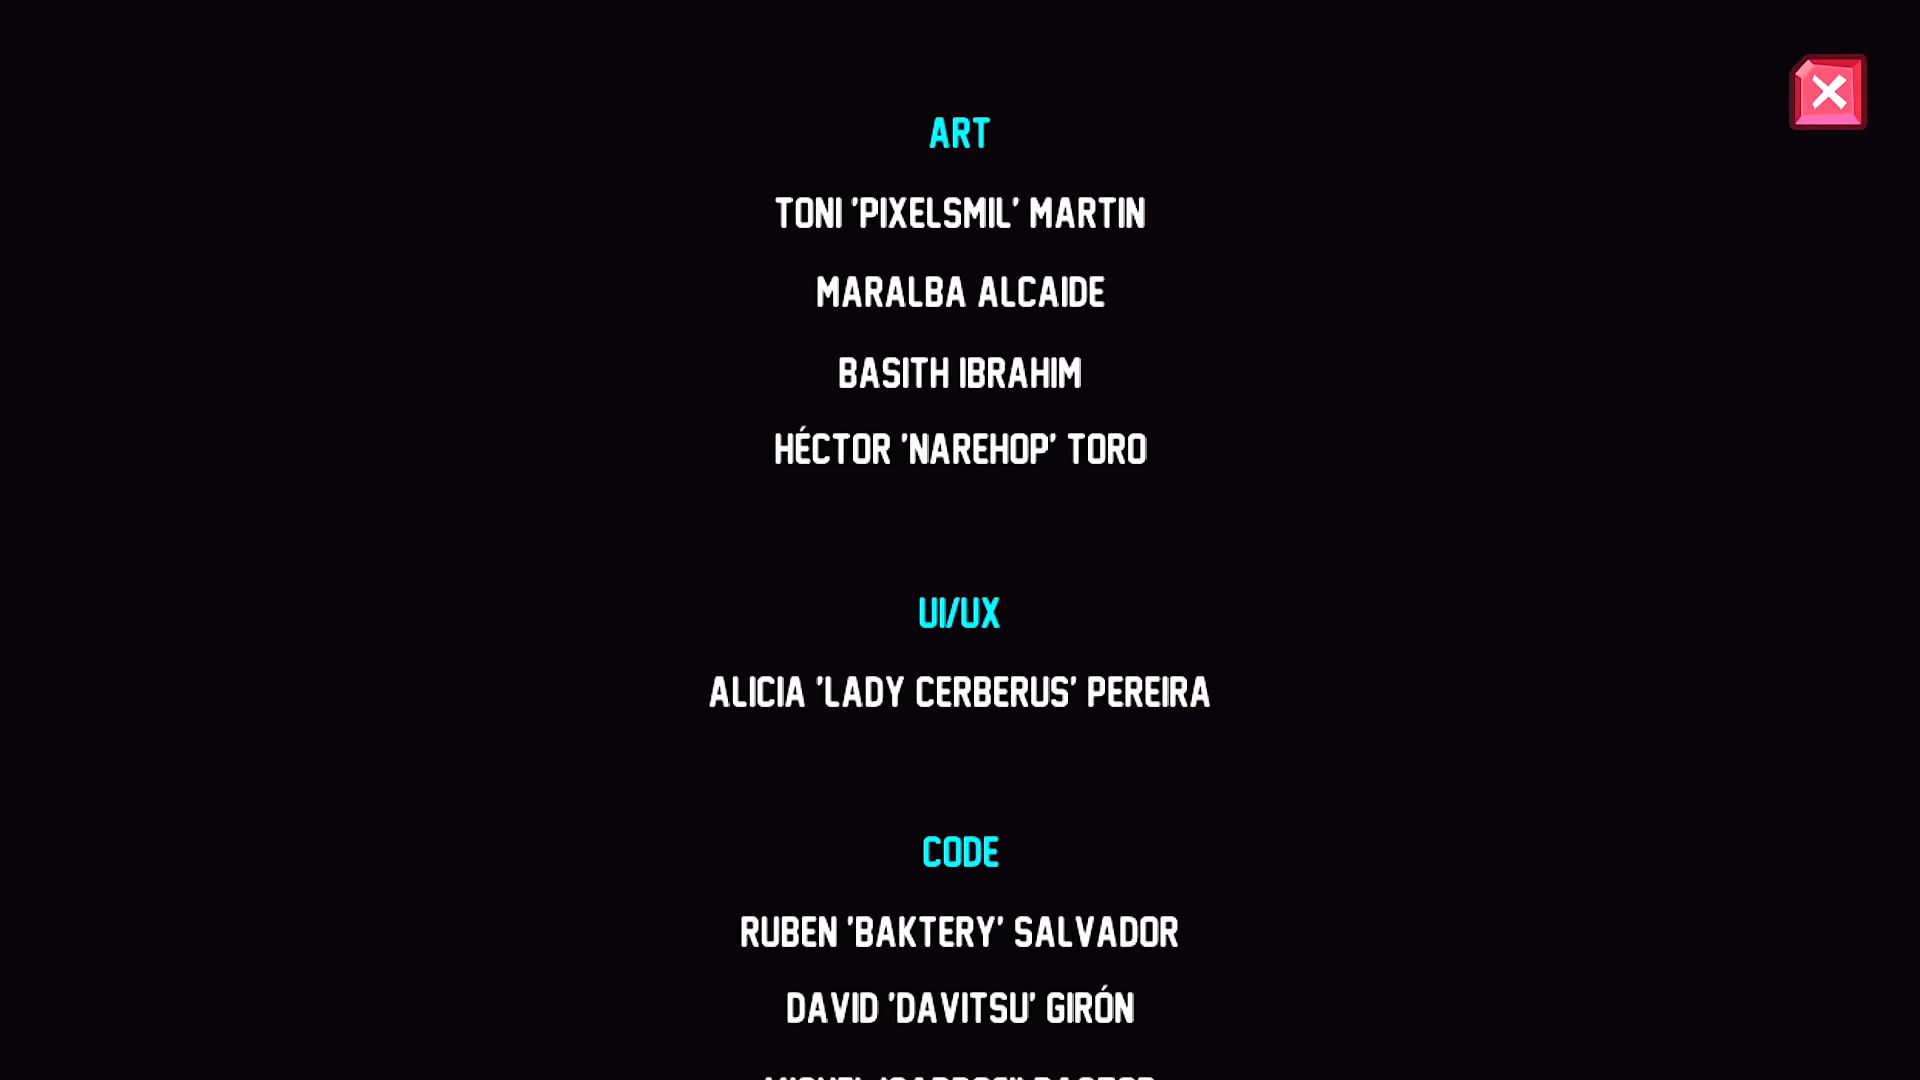 ART
TONI 'PIXELSMIL' MARTIN
MARALBA ALCAIDE
BASITH IBRAHIM
HÉCTOR 'NAREHOP' TORO
UI/UX
ALICIA 'LADY CERBERUS' PEREIRA
CODE
RUBEN 'BAKTERY' SALVADOR
DAVID 'DAVITSU' GIRÓN